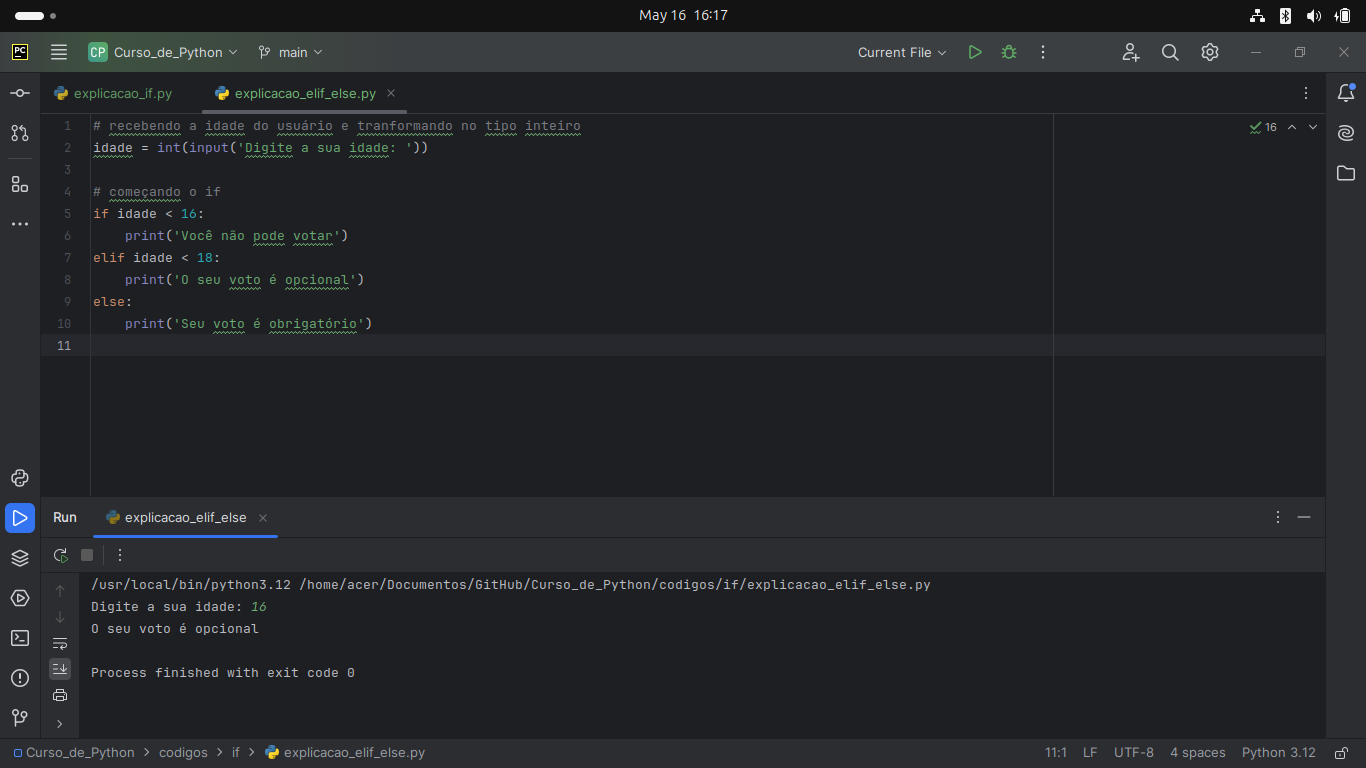 May 16 16:17
PC
CP Curso_de_Python main Current File
explicacao_if.py explicacao_elif_else.py
1 # recebendo a idade do usuário e tranformando no tipo inteiro
16
2 idade = int(input('Digite a sua idade: '))
3
4 # começando o if
5 if idade < 16:
6 print('Você não pode votar')
7 elif idade < 18:
8 print('O seu voto é opcional')
9 else:
10 print('Seu voto é obrigatório')
11
Run explicacao_elif_else
/usr/local/bin/python3.12 /home/acer/Documentos/GitHub/Curso_de_Python/codigos/if/explicacao_elif_else.py
Digite a sua idade: 16
O seu voto é opcional
Process finished with exit code 0
Curso_de_Python > codigos > if > explicacao_elif_else.py 11:1 LF UTF-8 4 spaces Python 3.12